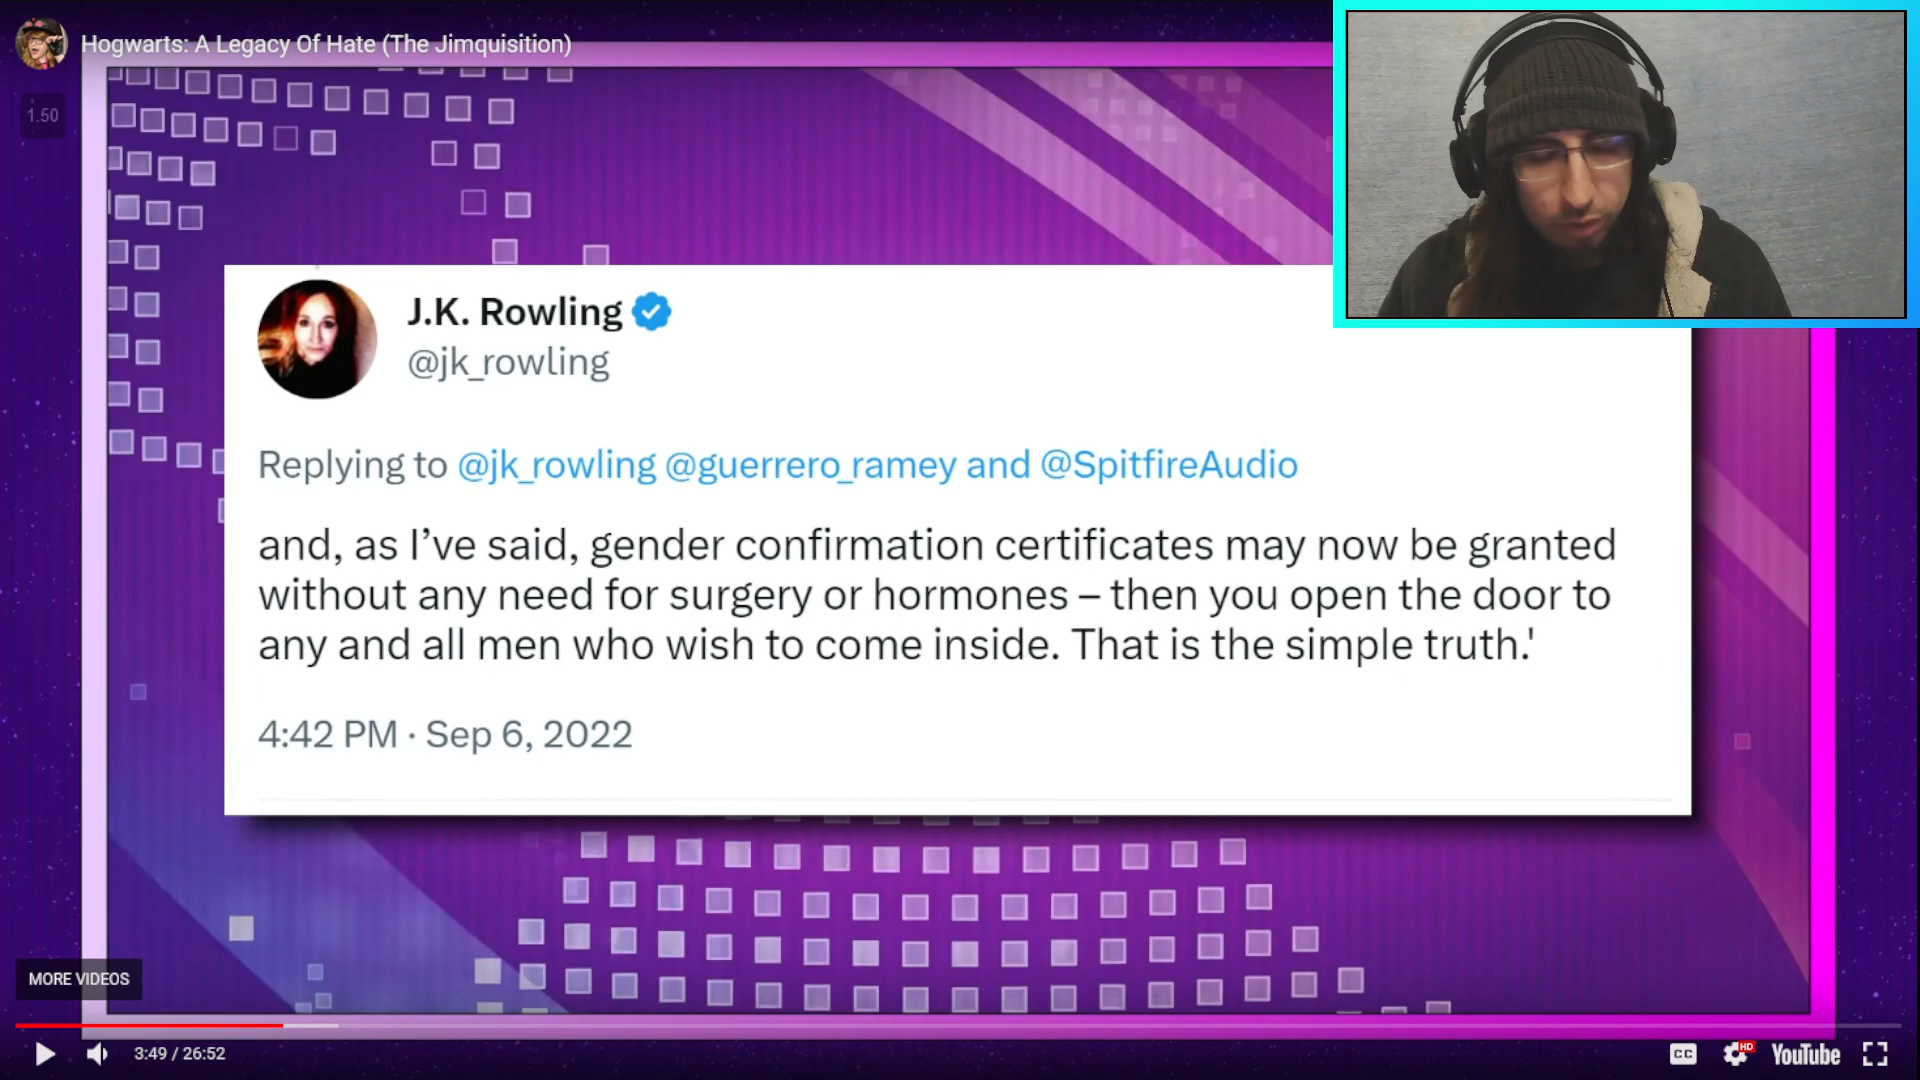 Hogwarts: A Legacy Of Hate (The Jimquisition)
1.50
J.K. Rowling
@jk_rowling
Replying to @jk_rowling @guerrero_ramey and @SpitfireAudio
and, as I’ve said, gender confirmation certificates may now be granted
without any need for surgery or hormones – then you open the door to
any and all men who wish to come inside. That is the simple truth.'
4:42 PM · Sep 6, 2022
MORE VIDEOS
3:49 / 26:52
CC
HD
YouTube